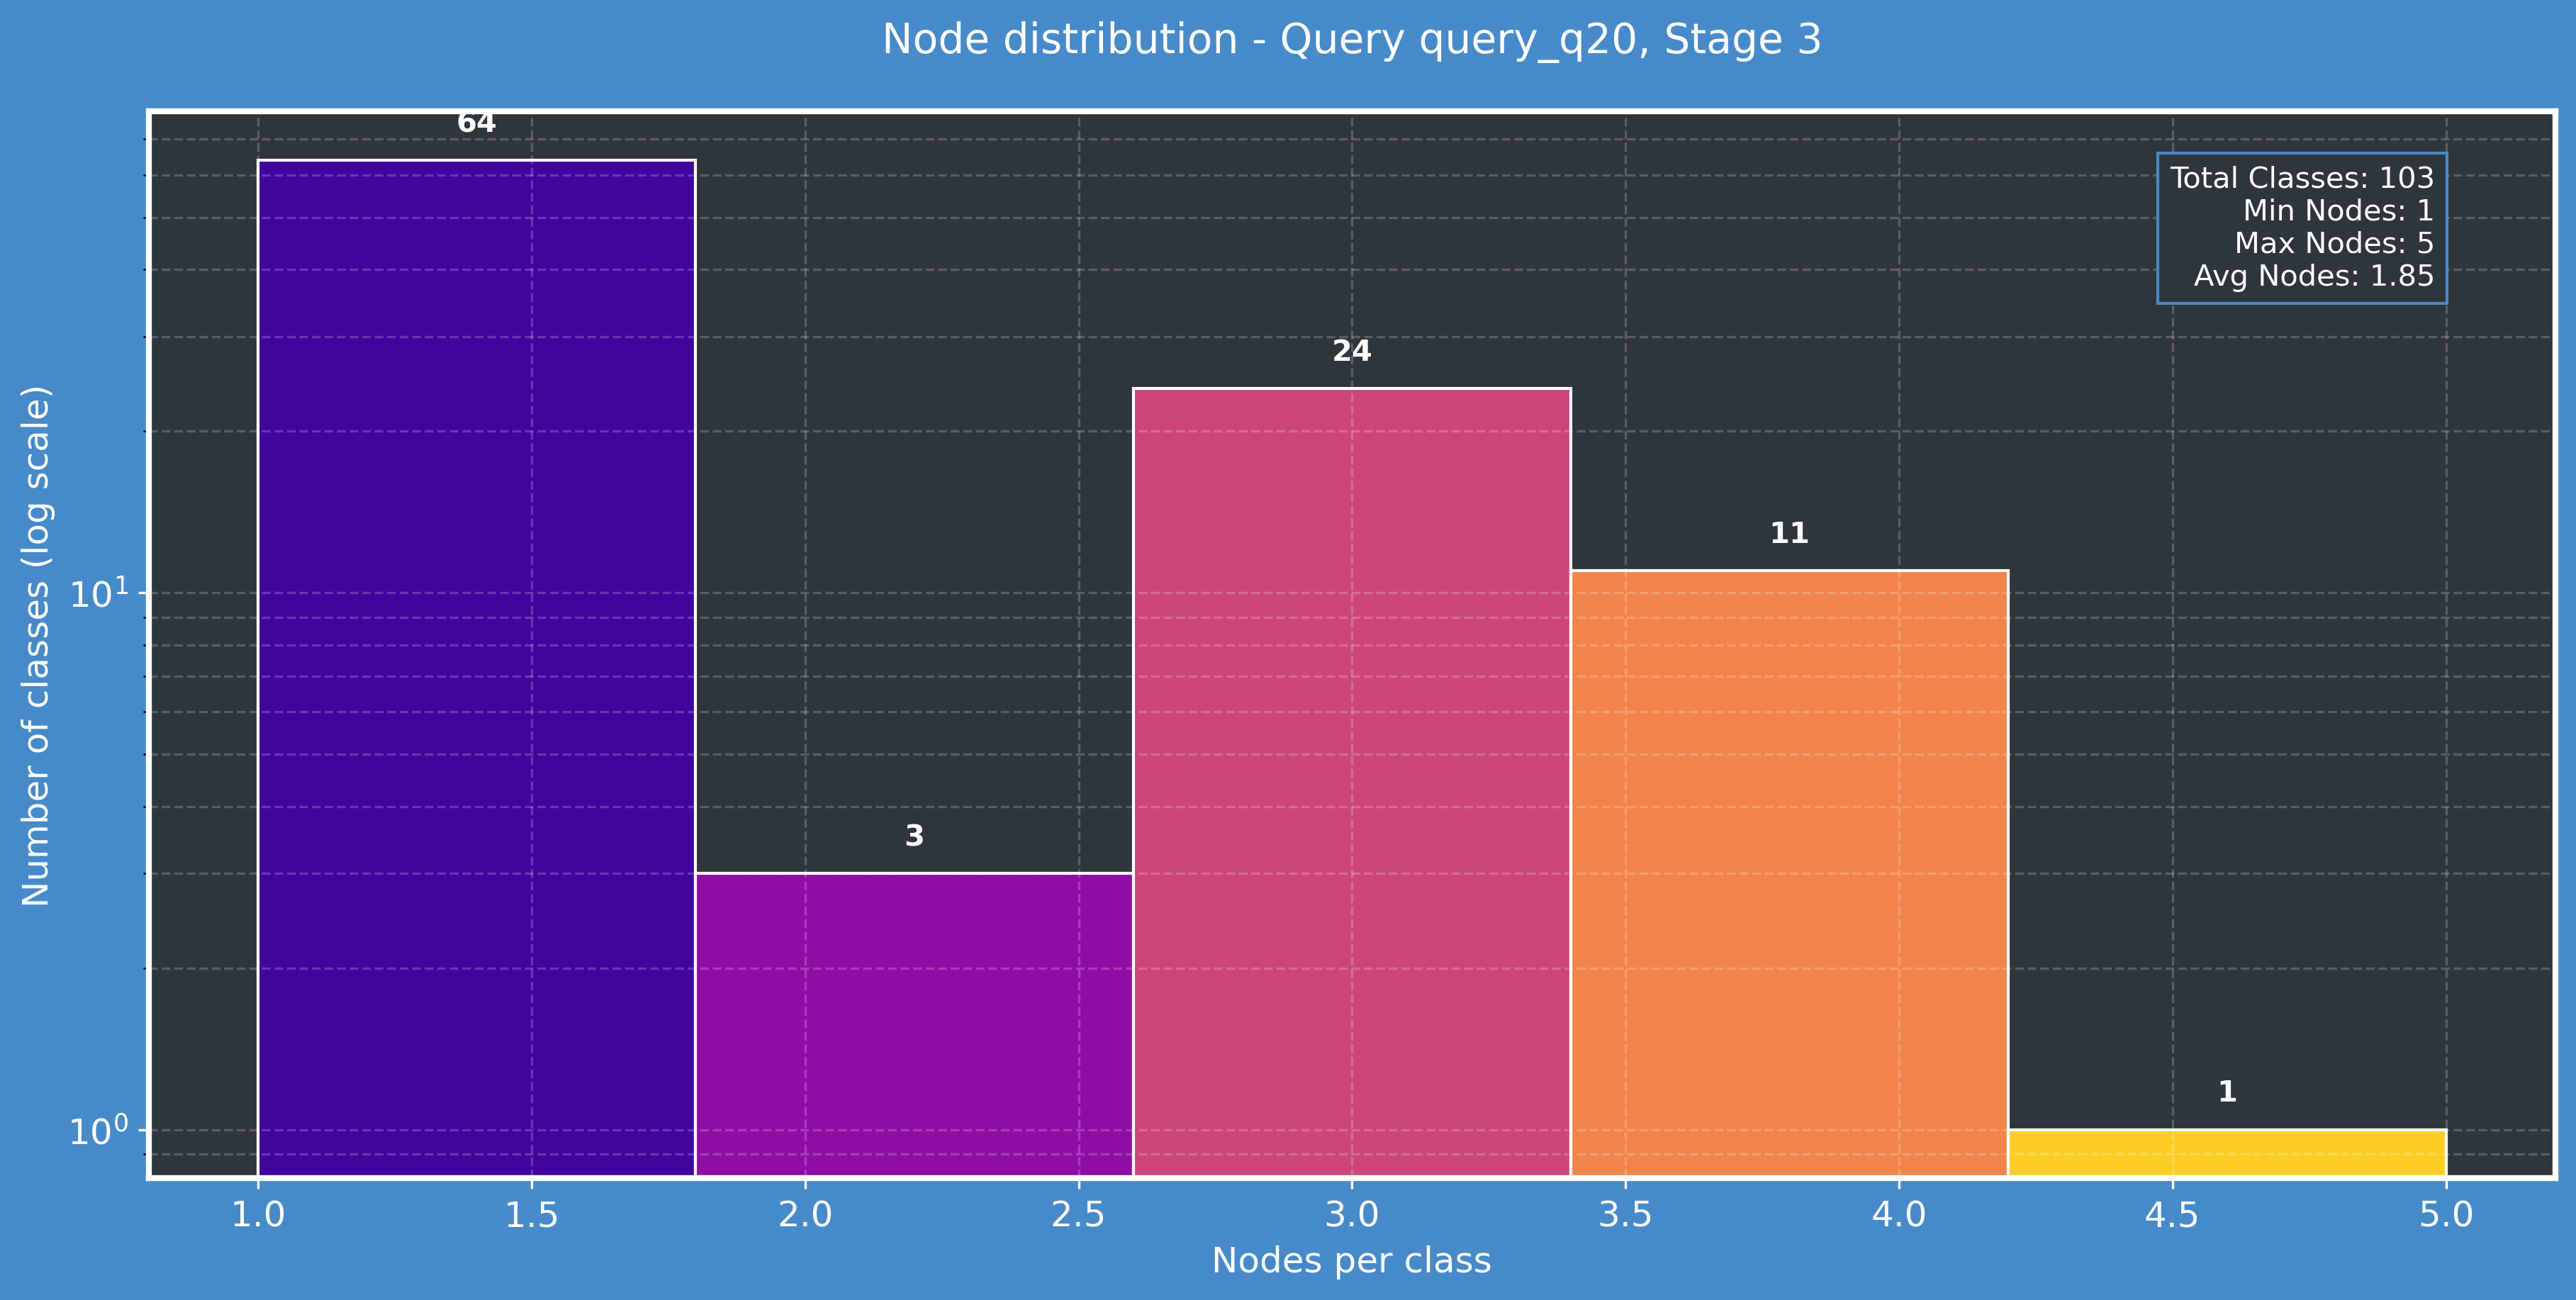 Node distribution - Query query_q20, Stage 3
64
Total Classes: 103
Min Nodes: 1
Max Nodes: 5
Avg Nodes: 1.85
24
11
3
1
Number of classes (log scale)
10¹
10⁰
1.0 1.5 2.0 2.5 3.0 3.5 4.0 4.5 5.0
Nodes per class